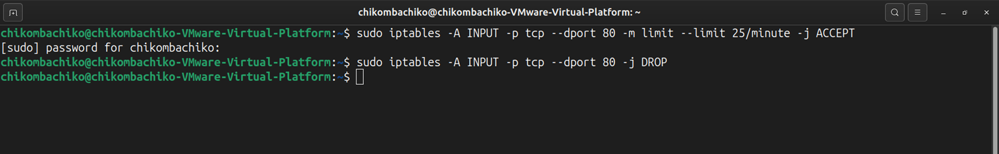 chikombachiko@chikombachiko-VMware-Virtual-Platform: ~
chikombachiko@chikombachiko-VMware-Virtual-Platform:~$ sudo iptables -A INPUT -p tcp --dport 80 -m limit --limit 25/minute -j ACCEPT
[sudo] password for chikombachiko:
chikombachiko@chikombachiko-VMware-Virtual-Platform:~$ sudo iptables -A INPUT -p tcp --dport 80 -j DROP
chikombachiko@chikombachiko-VMware-Virtual-Platform:~$